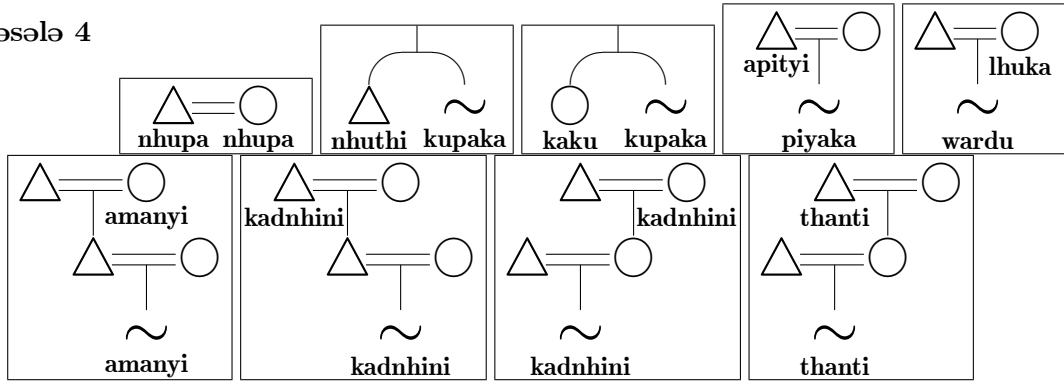 əsələ 4
apityi lhuka
nhupa nhupa nhuthi kupaka kaku kupaka piyaka wardu
amanyi kadnhini kadnhini thanti
amanyi kadnhini kadnhini thanti